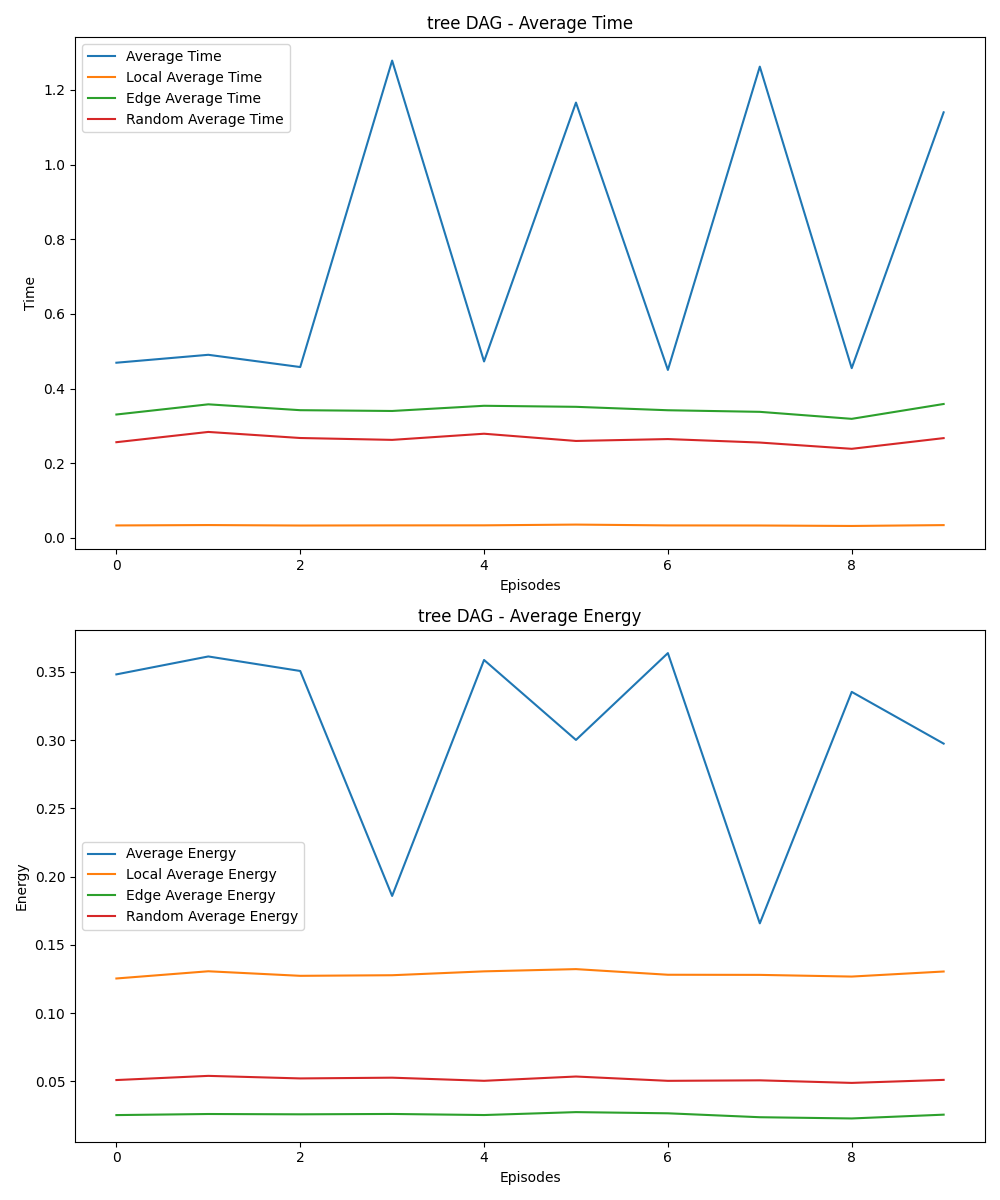 tree DAG - Average Time
Average Time
Local Average Time
Edge Average Time
Random Average Time
1.2
1.0
0.8
0.6
0.4
0.2
0.0
Time
0 2 4 6 8
Episodes
tree DAG - Average Energy
0.35
0.30
0.25
0.20
0.15
0.10
0.05
Energy
Average Energy
Local Average Energy
Edge Average Energy
Random Average Energy
0 2 4 6 8
Episodes